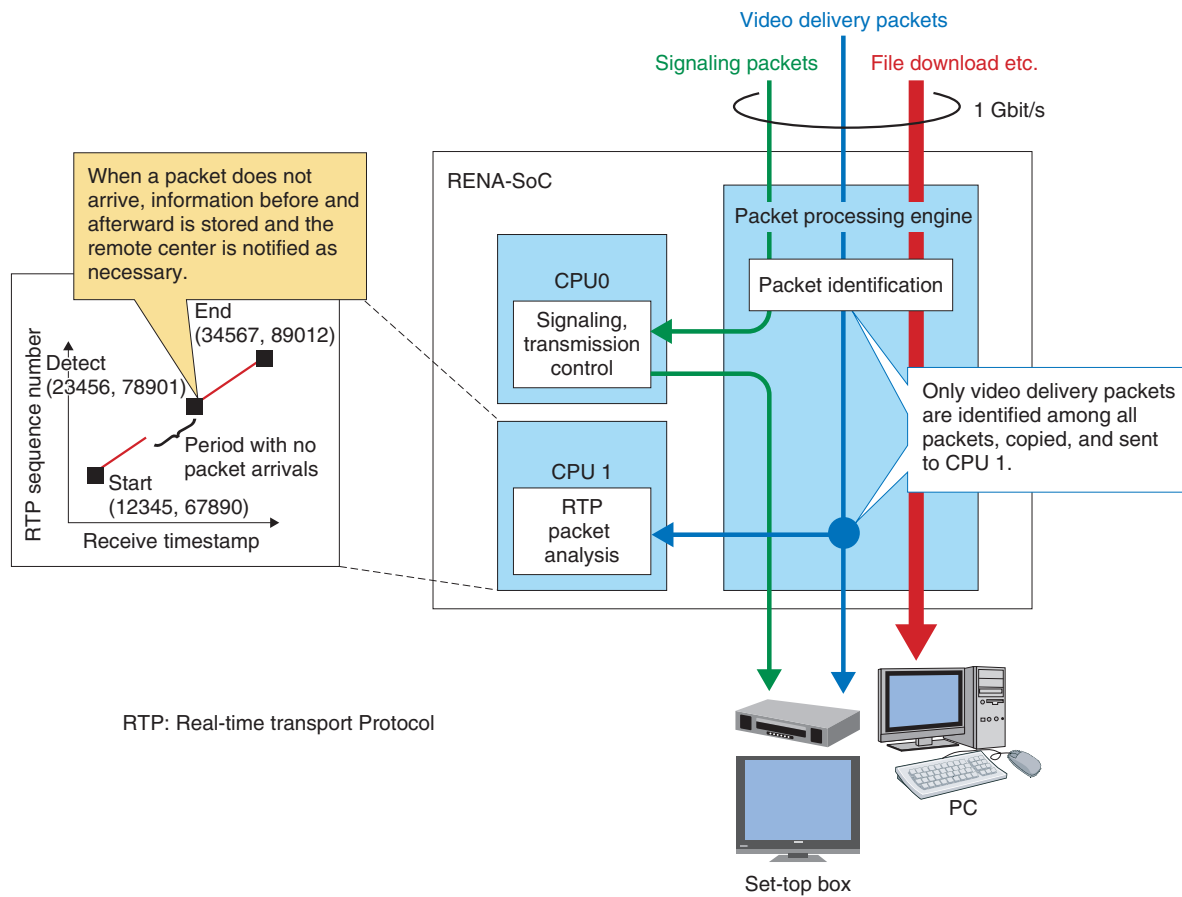 Video delivery packets
Signaling packets
File download etc.
1 Gbit/s
RENA-SoC
Packet processing engine
Packet identification
CPU0
Signaling,
transmission
control
Only video delivery packets
are identified among all
packets, copied, and sent
to CPU 1.
CPU 1
RTP
packet
analysis
When a packet does not
arrive, information before and
afterward is stored and the
remote center is notified as
necessary.
End
(34567, 89012)
Detect
(23456, 78901)
Period with no
packet arrivals
Start
(12345, 67890)
RTP sequence number
Receive timestamp
RTP: Real-time transport Protocol
PC
Set-top box